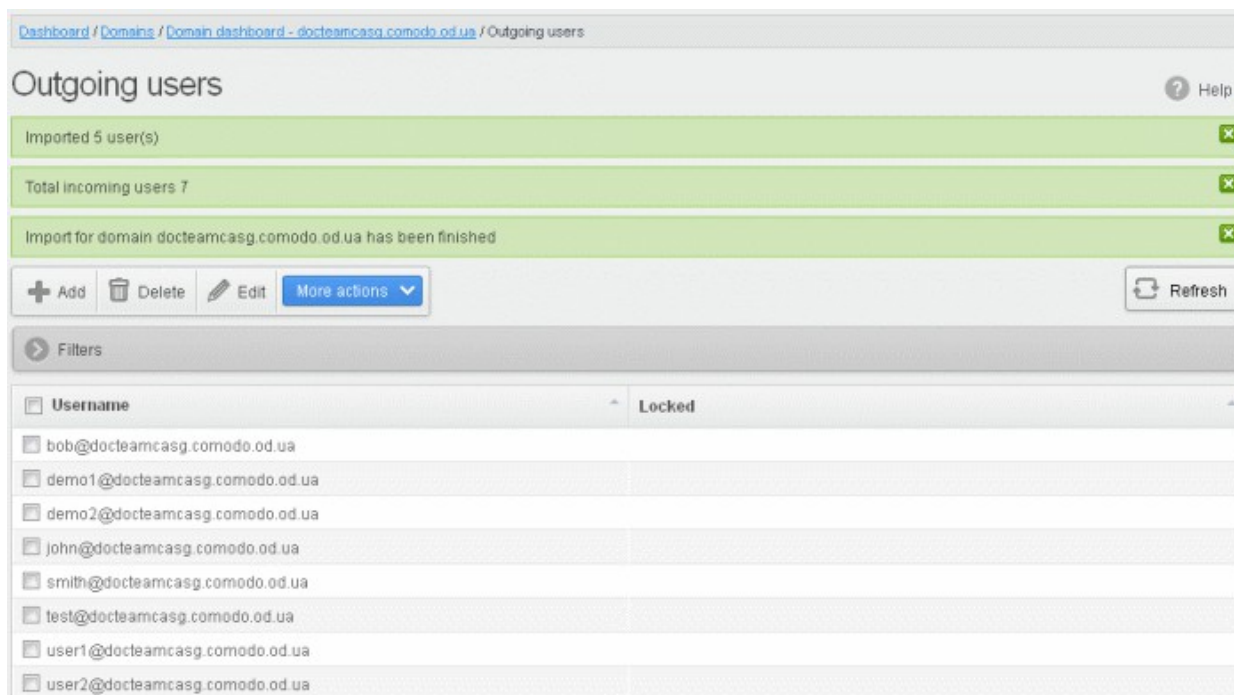 Dashboard / Domains / Domain dashboard - docteamcasg.comodo.od.ua / Outgoing users
Outgoing users
Help
Imported 5 user(s)
Total incoming users 7
Import for domain docteamcasg.comodo.od.ua has been finished
Add Delete Edit More actions Refresh
Filters
Username Locked
bob@docteamcasg.comodo.od.ua
demo1@docteamcasg.comodo.od.ua
demo2@docteamcasg.comodo.od.ua
john@docteamcasg.comodo.od.ua
smith@docteamcasg.comodo.od.ua
test@docteamcasg.comodo.od.ua
user1@docteamcasg.comodo.od.ua
user2@docteamcasg.comodo.od.ua